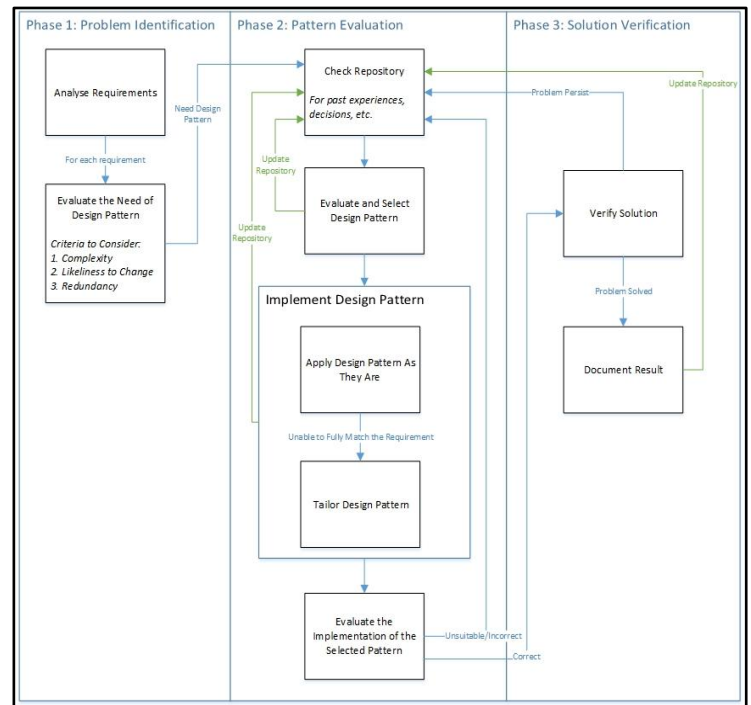 Phase 1: Problem Identification
Analyse Requirements
For each requirement
Evaluate the Need of
Design Pattern
Criteria to Consider:
1. Complexity
2. Likeliness to Change
3. Redundancy
Need Design
Pattern
Phase 2: Pattern Evaluation
Check Repository
For past experiences,
decisions, etc.
Update
Repository
Evaluate and Select
Design Pattern
Update
Repository
Implement Design Pattern
Apply Design Pattern As
They Are
Unable to Fully Match the Requirement
Tailor Design Pattern
Evaluate the
Implementation of the
Selected Pattern
Unsuitable/Incorrect
Correct
Phase 3: Solution Verification
Problem Persist
Update Repository
Verify Solution
Problem Solved
Document Result